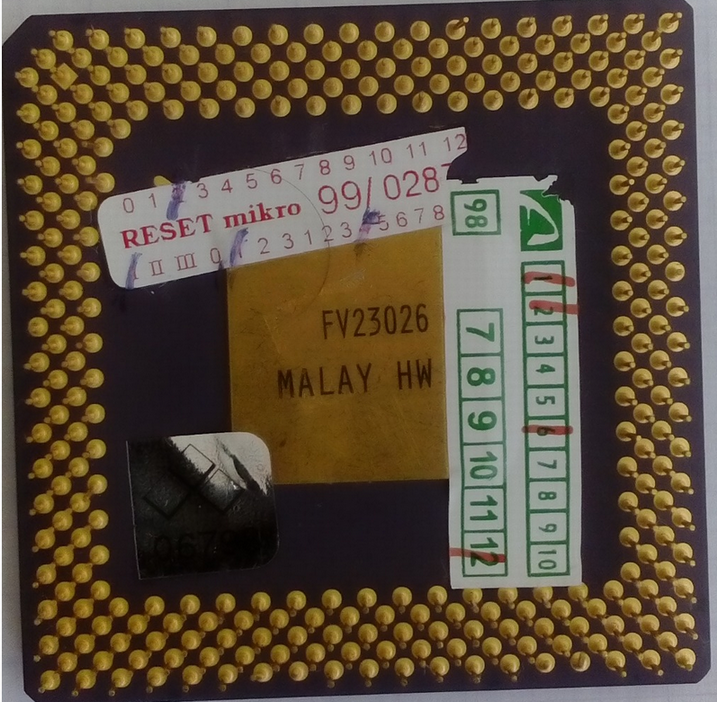 0 1 2 3 4 5 6 7 8 9 10 11 12
RESET mikro 99/0287
I II III 0 1 2 3 1 2 3 4 5 6 7 8
FV23026
MALAY HW
98
7 8 9 10 11 12
1 2 3 4 5 6 7 8 9 10